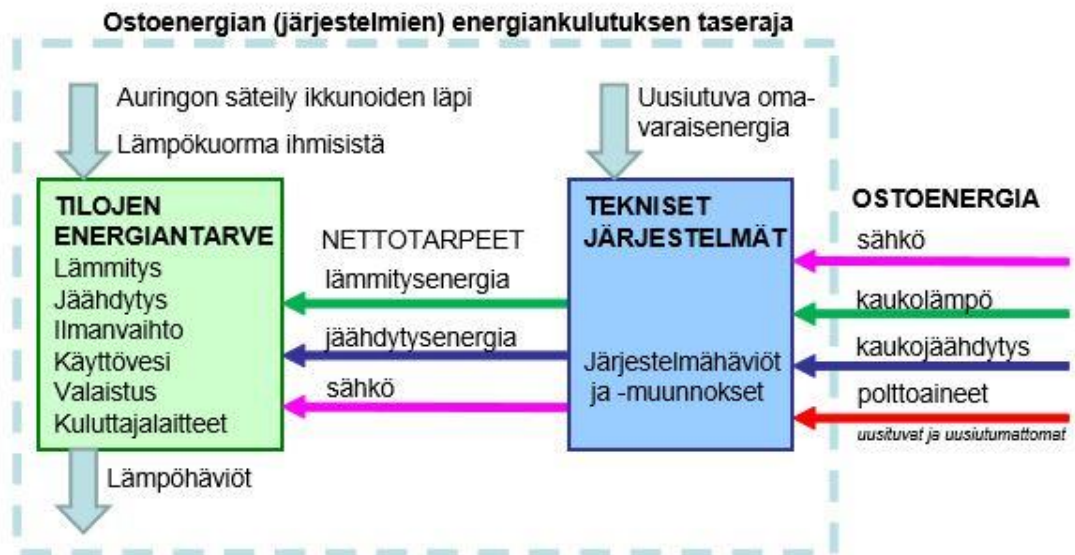 Ostoenergian (järjestelmien) energiankulutuksen taseraja
Auringon säteily ikkunoiden läpi
Lämpökuorma ihmisistä
Uusiutuva oma-
varaisenergia
TILOJEN
ENERGIANTARVE
Lämmitys
Jäähdytys
Ilmanvaihto
Käyttövesi
Valaistus
Kuluttajalaitteet
NETTOTARPEET
lämmitysenergia
jäähdytysenergia
sähkö
TEKNISET
JÄRJESTELMÄT
Järjestelmähäviöt
ja -muunnokset
OSTOENERGIA
sähkö
kaukolämpö
kaukojäähdytys
polttoaineet
uusituvat ja uusiutumattomat
Lämpöhäviöt